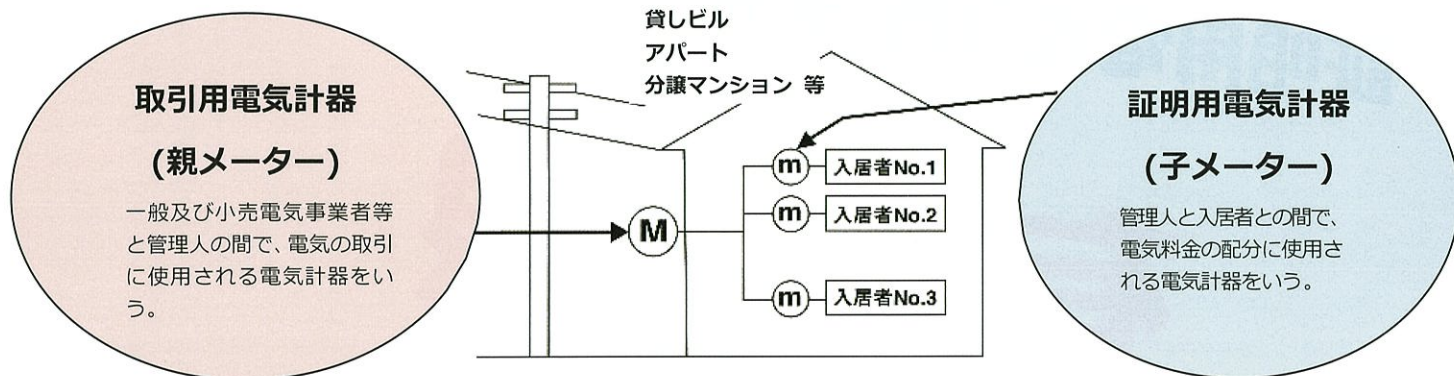 貸しビル
アパート
分譲マンション 等
取引用電気計器
(親メーター)
一般及び小売電気事業者等
と管理人の間で、電気の取引
に使用される電気計器をい
う。
M
m
入居者No.1
m
入居者No.2
m
入居者No.3
証明用電気計器
(子メーター)
管理人と入居者との間で、
電気料金の配分に使用さ
れる電気計器をいう。